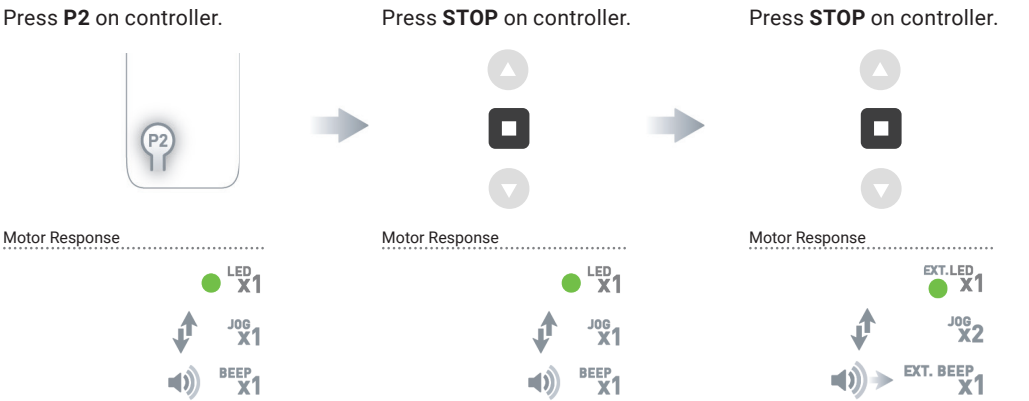 Press P2 on controller.
Press STOP on controller.
Press STOP on controller.
P2
Motor Response
Motor Response
Motor Response
LED
X1
LED
X1
EXT.LED
X1
JOG
X1
JOG
X1
JOG
X2
BEEP
X1
BEEP
X1
EXT. BEEP
X1